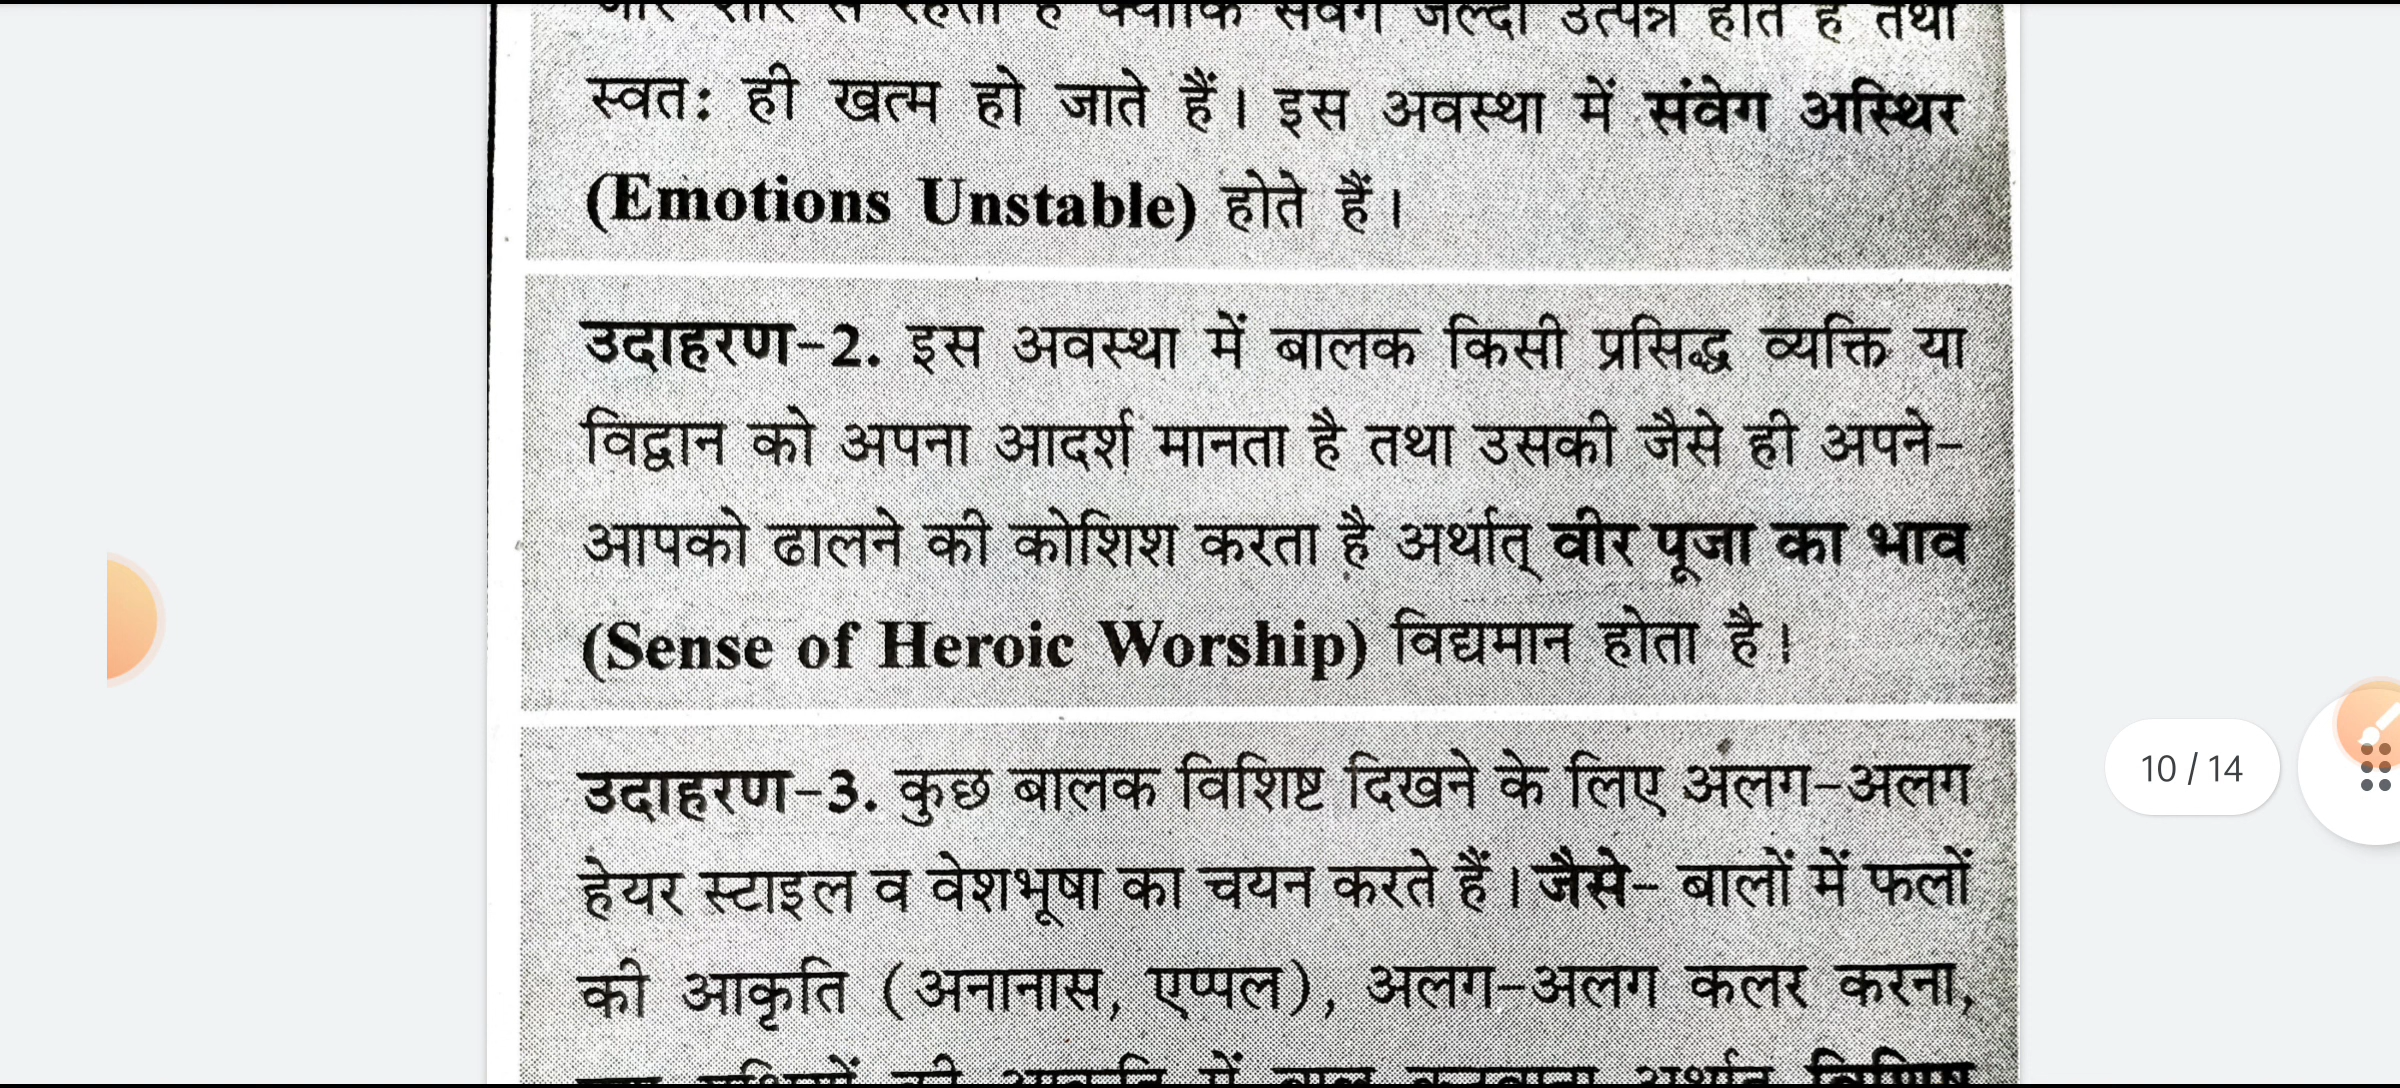 स्वतः ही खत्म हो जाते हैं। इस अवस्था में संवेग अस्थिर
(Emotions Unstable) होते हैं।
उदाहरण-2. इस अवस्था में बालक किसी प्रसिद्ध व्यक्ति या
विद्वान को अपना आदर्श मानता है तथा उसकी जैसे ही अपने-
आपको ढालने की कोशिश करता है अर्थात् वीर पूजा का भाव
(Sense of Heroic Worship) विद्यमान होता है।
उदाहरण-3. कुछ बालक विशिष्ट दिखने के लिए अलग-अलग
हेयर स्टाइल व वेशभूषा का चयन करते हैं। जैसे- बालों में फलों
की आकृति (अनानास, एप्पल), अलग-अलग कलर करना,
10 / 14